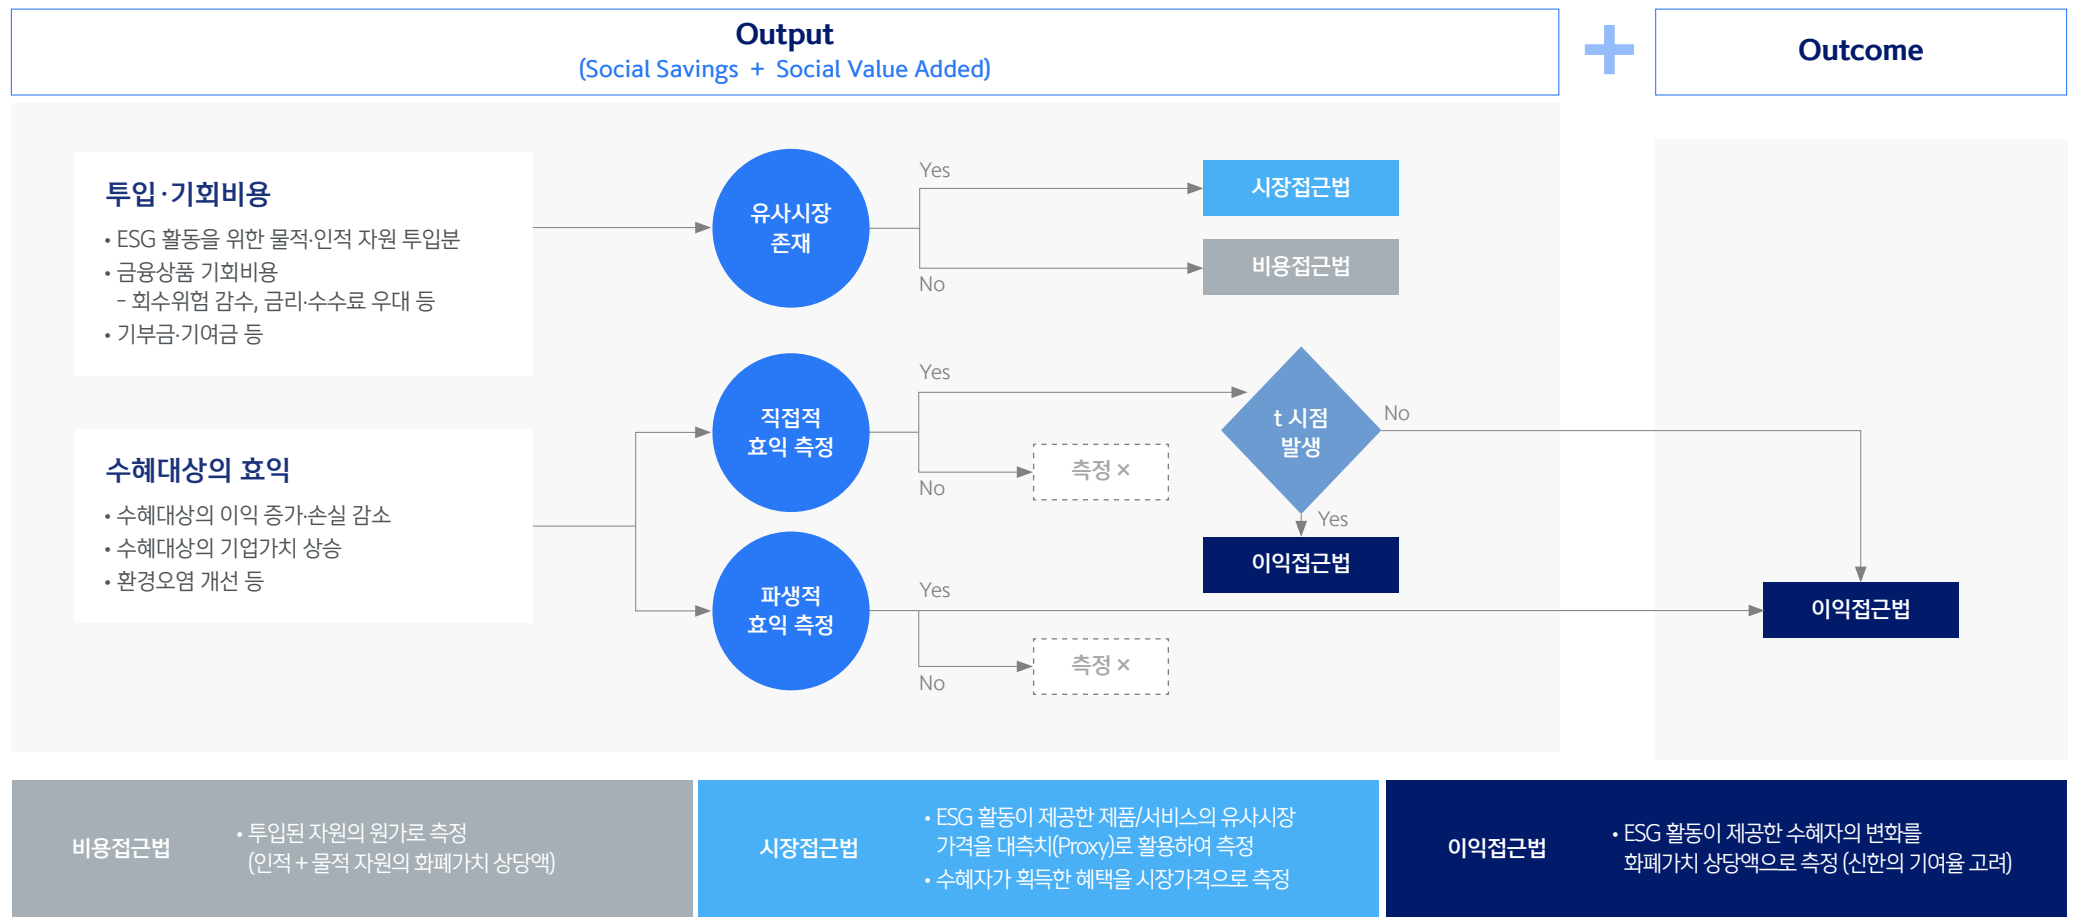 Output
(Social Savings + Social Value Added)
Outcome
투입·기회비용
• ESG 활동을 위한 물적·인적 자원 투입분
• 금융상품 기회비용
– 회수위험 감수, 금리·수수료 우대 등
• 기부금·기여금 등
유사시장
존재
Yes
시장접근법
No
비용접근법
수혜대상의 효익
• 수혜대상의 이익 증가·손실 감소
• 수혜대상의 기업가치 상승
• 환경오염 개선 등
직접적
효익 측정
Yes
No
측정 ×
t 시점
발생
No
Yes
이익접근법
파생적
효익 측정
Yes
No
측정 ×
이익접근법
비용접근법
• 투입된 자원의 원가로 측정
(인적 + 물적 자원의 화폐가치 상당액)
시장접근법
• ESG 활동이 제공한 제품/서비스의 유사시장
가격을 대측치(Proxy)로 활용하여 측정
• 수혜자가 획득한 혜택을 시장가격으로 측정
이익접근법
• ESG 활동이 제공한 수혜자의 변화를
화폐가치 상당액으로 측정 (신한의 기여율 고려)